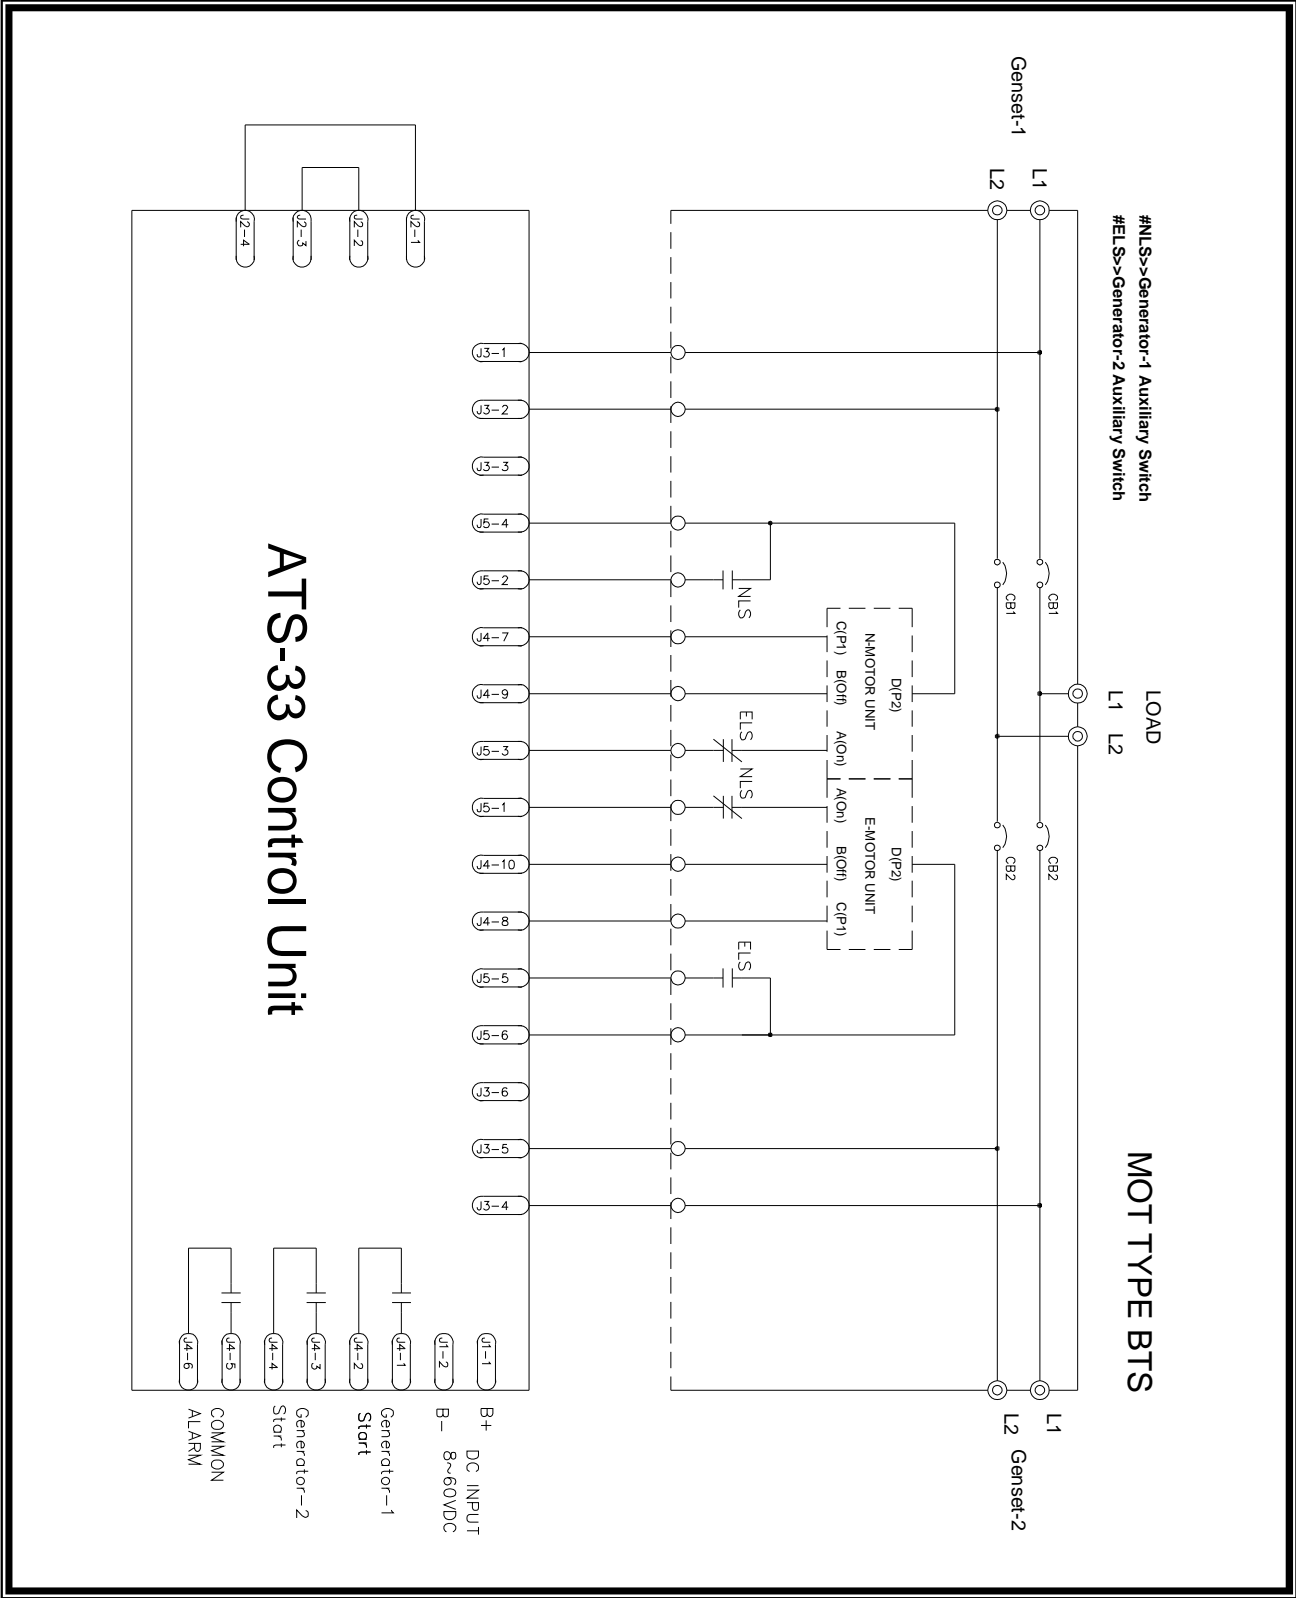 MOT TYPE BTS
#NLS>>Generator-1 Auxiliary Switch
#ELS>>Generator-2 Auxiliary Switch
LOAD
L1 L2
Genset-1
L1
L2
CB1
CB1
CB2
CB2
L1
L2
Genset-2
D(P2)
N-MOTOR UNIT
C(P1) B(Off) A(On)
D(P2)
E-MOTOR UNIT
A(On) B(Off) C(P1)
NLS
ELS
NLS
ELS
J3-1
J3-2
J3-3
J5-4
J5-2
J4-7
J4-9
J5-3
J5-1
J4-10
J4-8
J5-5
J5-6
J3-6
J3-5
J3-4
J2-1
J2-2
J2-3
J2-4
ATS-33 Control Unit
J1-1
B+
J1-2
B-
DC INPUT
8~60VDC
J4-1
J4-2
Generator-1
Start
J4-3
J4-4
Generator-2
Start
J4-5
J4-6
COMMON
ALARM